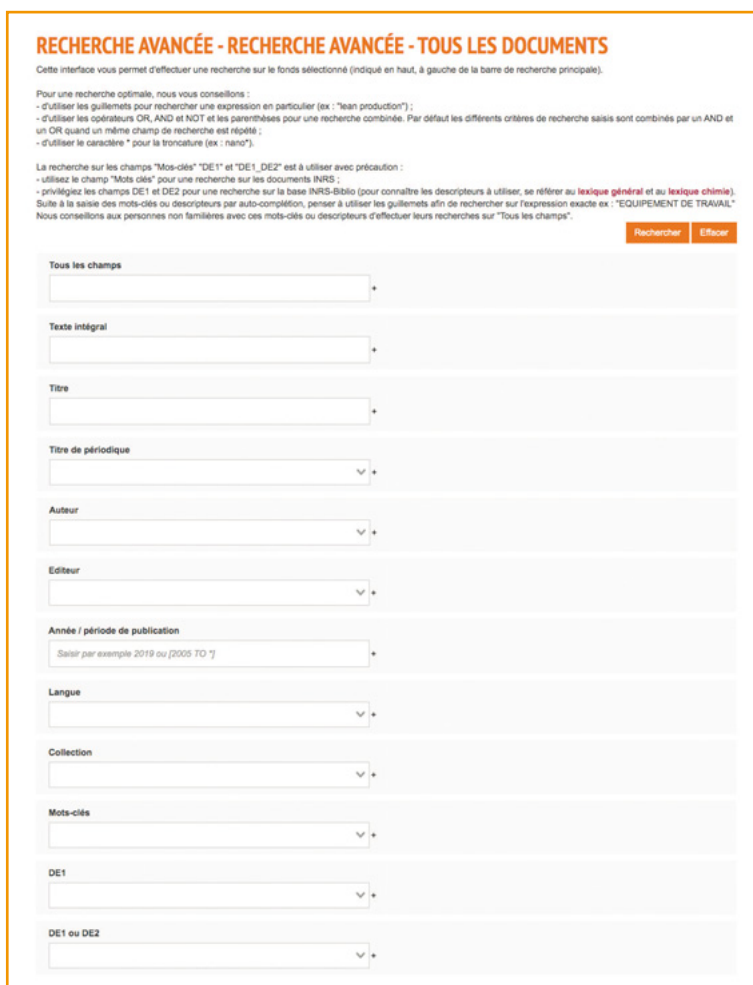 RECHERCHE AVANCÉE - RECHERCHE AVANCÉE - TOUS LES DOCUMENTS
Cette interface vous permet d'effectuer une recherche sur le fonds sélectionné (indiqué en haut, à gauche de la barre de recherche principale).
Pour une recherche optimale, nous vous conseillons :
- d'utiliser les guillemets pour rechercher une expression en particulier (ex : "lean production") ;
- d'utiliser les opérateurs OR, AND et NOT et les parenthèses pour une recherche combinée. Par défaut les différents critères de recherche saisis sont combinés par un AND et
un OR quand un même champ de recherche est répété ;
- d'utiliser le caractère * pour la troncature (ex : nano*).
La recherche sur les champs "Mos-clés" "DE1" et "DE1_DE2" est à utiliser avec précaution :
- utilisez le champ "Mots clés" pour une recherche sur les documents INRS ;
- privilégiez les champs DE1 et DE2 pour une recherche sur la base INRS-Biblio (pour connaître les descripteurs à utiliser, se référer au lexique général et au lexique chimie).
Suite à la saisie des mots-clés ou descripteurs par auto-complétion, penser à utiliser les guillemets afin de rechercher sur l'expression exacte ex : "EQUIPEMENT DE TRAVAIL"
Nous conseillons aux personnes non familières avec ces mots-clés ou descripteurs d'effectuer leurs recherches sur "Tous les champs".
Rechercher Effacer
Tous les champs
+
Texte intégral
+
Titre
+
Titre de périodique
+
Auteur
+
Editeur
+
Année / période de publication
Saisir par exemple 2019 ou [2005 TO *]
+
Langue
+
Collection
+
Mots-clés
+
DE1
+
DE1 ou DE2
+